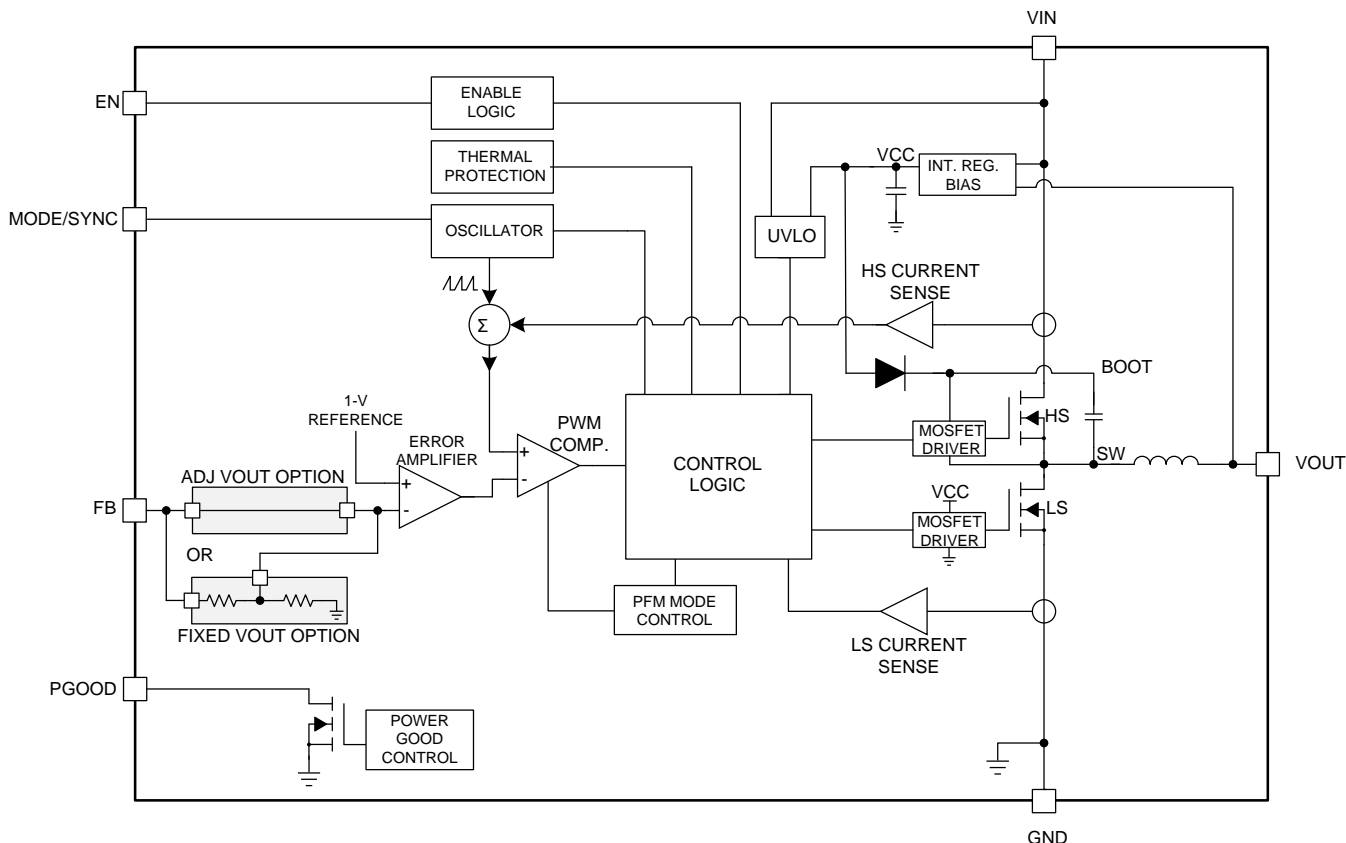 VIN
EN
ENABLE
LOGIC
THERMAL
PROTECTION
VCC
INT. REG.
BIAS
MODE/SYNC
OSCILLATOR
UVLO
HS CURRENT
SENSE
Σ
BOOT
1-V
REFERENCE
ERROR
AMPLIFIER
+
-
PWM
COMP.
+
-
CONTROL
LOGIC
MOSFET
DRIVER
HS
SW
VOUT
ADJ VOUT OPTION
FB
OR
FIXED VOUT OPTION
VCC
MOSFET
DRIVER
LS
PFM MODE
CONTROL
LS CURRENT
SENSE
PGOOD
POWER
GOOD
CONTROL
GND